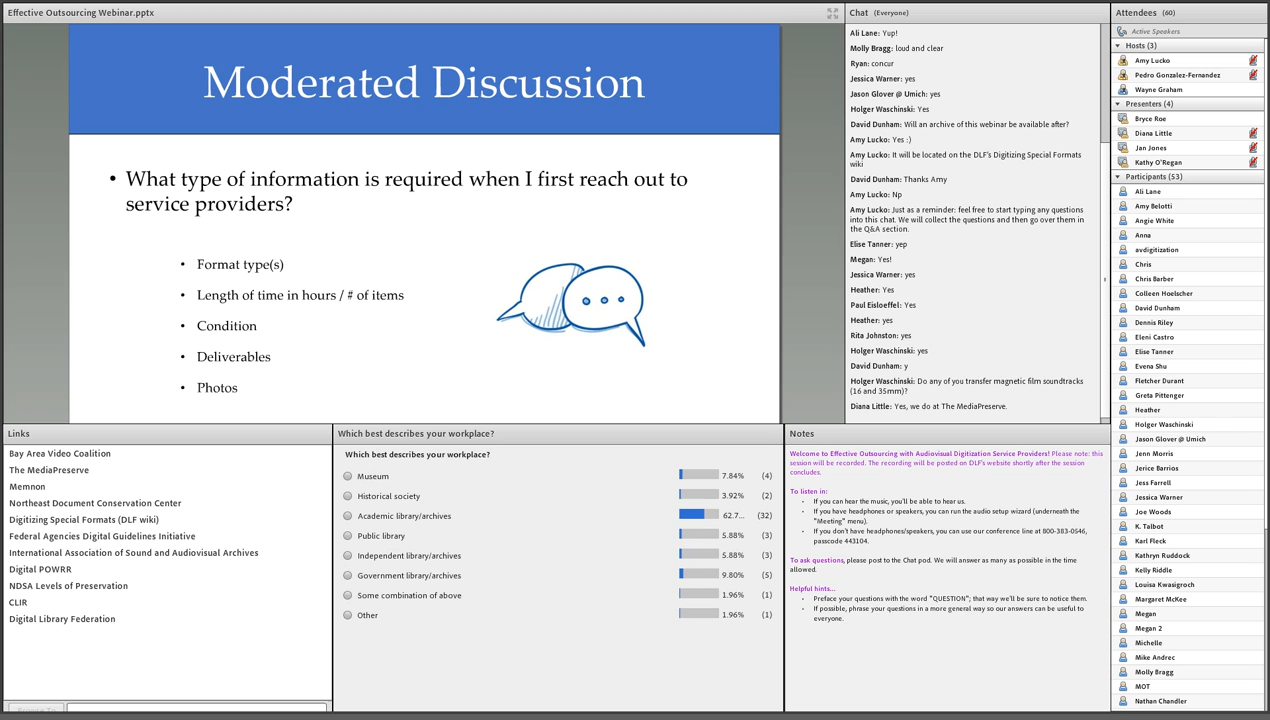 Effective Outsourcing Webinar.pptx
Moderated Discussion
• What type of information is required when I first reach out to
service providers?
• Format type(s)
• Length of time in hours / # of items
• Condition
• Deliverables
• Photos
Chat (Everyone)
Ali Lane: Yup!
Molly Bragg: loud and clear
Ryan: concur
Jessica Warner: yes
Jason Glover @ Umich: yes
Holger Waschinski: Yes
David Dunham: Will an archive of this webinar be available after?
Amy Lucko: Yes :)
Amy Lucko: It will be located on the DLF's Digitizing Special Formats
wiki
David Dunham: Thanks Amy
Amy Lucko: Np
Amy Lucko: Just as a reminder: feel free to start typing any questions
into this chat. We will collect the questions and then go over them in
the Q&A section.
Elise Tanner: yep
Megan: Yes!
Jessica Warner: yes
Heather: Yes
Paul Eisloeffel: Yes
Heather: yes
Rita Johnston: yes
Holger Waschinski: yes
David Dunham: y
Holger Waschinski: Do any of you transfer magnetic film soundtracks
(16 and 35mm)?
Diana Little: Yes, we do at The MediaPreserve.
Attendees (60)
Active Speakers
Hosts (3)
Amy Lucko
Pedro Gonzalez-Fernandez
Wayne Graham
Presenters (4)
Bryce Roe
Diana Little
Jan Jones
Kathy O'Regan
Participants (53)
Ali Lane
Amy Belotti
Angie White
Anna
avdigitization
Chris
Chris Barber
Colleen Hoelscher
David Dunham
Dennis Riley
Eleni Castro
Elise Tanner
Evena Shu
Fletcher Durant
Greta Pittenger
Heather
Holger Waschinski
Jason Glover @ Umich
Jenn Morris
Jerice Barrios
Jess Farrell
Jessica Warner
Joe Woods
K. Talbot
Karl Fleck
Kathryn Ruddock
Kelly Riddle
Louisa Kwasigroch
Margaret McKee
Megan
Megan 2
Michelle
Mike Andrec
Molly Bragg
MOT
Nathan Chandler
Links
Bay Area Video Coalition
The MediaPreserve
Memnon
Northeast Document Conservation Center
Digitizing Special Formats (DLF wiki)
Federal Agencies Digital Guidelines Initiative
International Association of Sound and Audiovisual Archives
Digital POWRR
NDSA Levels of Preservation
CLIR
Digital Library Federation
Browse To
Which best describes your workplace?
Which best describes your workplace?
Museum 7.84% (4)
Historical society 3.92% (2)
Academic library/archives 62.7... (32)
Public library 5.88% (3)
Independent library/archives 5.88% (3)
Government library/archives 9.80% (5)
Some combination of above 1.96% (1)
Other 1.96% (1)
Notes
Welcome to Effective Outsourcing with Audiovisual Digitization Service Providers! Please note: this
session will be recorded. The recording will be posted on DLF's website shortly after the session
concludes.
To listen in:
• If you can hear the music, you'll be able to hear us.
• If you have headphones or speakers, you can run the audio setup wizard (underneath the
"Meeting" menu).
• If you don't have headphones/speakers, you can use our conference line at 800-383-0546,
passcode 443104.
To ask questions, please post to the Chat pod. We will answer as many as possible in the time
allowed.
Helpful hints...
• Preface your questions with the word "QUESTION"; that way we'll be sure to notice them.
• If possible, phrase your questions in a more general way so our answers can be useful to
everyone.